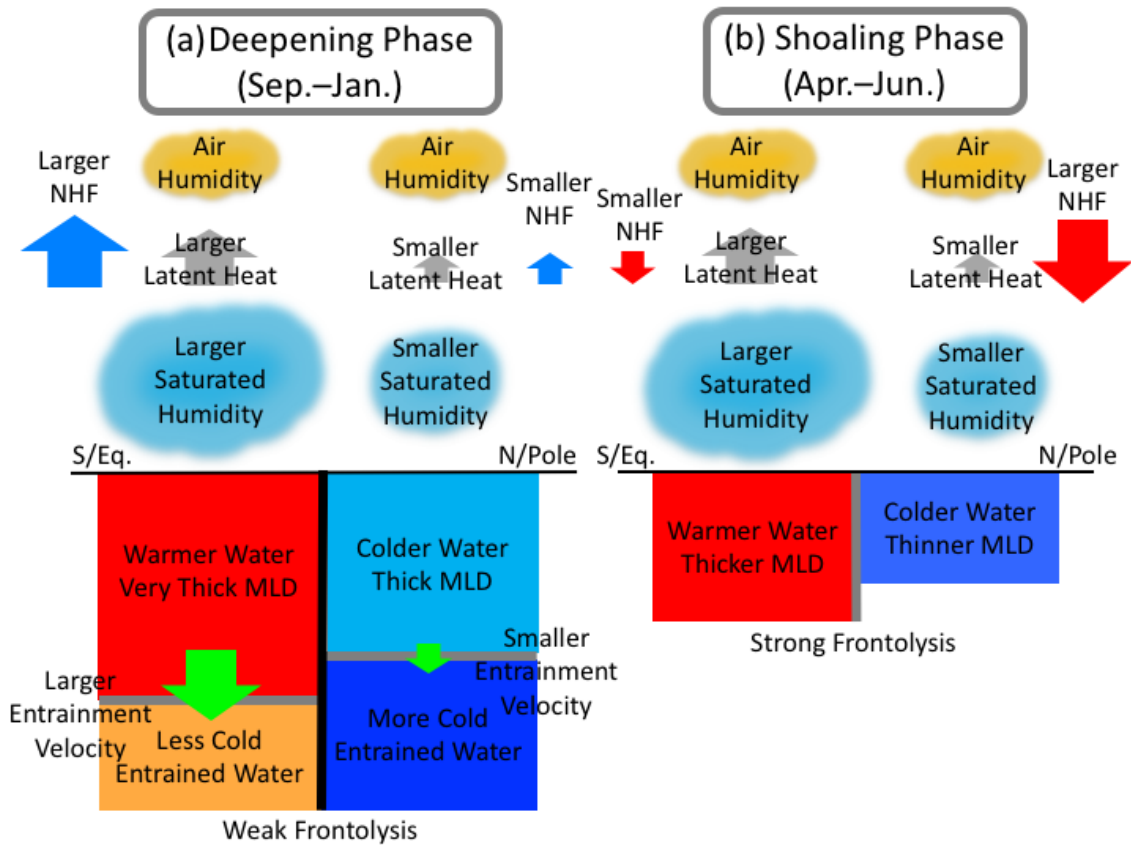 (a)Deepening Phase
(Sep.–Jan.)
Larger
NHF
Air
Humidity
Air
Humidity
Smaller
NHF
Larger
Latent Heat
Smaller
Latent Heat
Larger
Saturated
Humidity
Smaller
Saturated
Humidity
S/Eq.
N/Pole
Warmer Water
Very Thick MLD
Colder Water
Thick MLD
Larger
Entrainment
Velocity
Smaller
Entrainment
Velocity
Less Cold
Entrained Water
More Cold
Entrained Water
Weak Frontolysis
(b) Shoaling Phase
(Apr.–Jun.)
Smaller
NHF
Air
Humidity
Air
Humidity
Larger
NHF
Larger
Latent Heat
Smaller
Latent Heat
Larger
Saturated
Humidity
Smaller
Saturated
Humidity
S/Eq.
N/Pole
Warmer Water
Thicker MLD
Colder Water
Thinner MLD
Strong Frontolysis